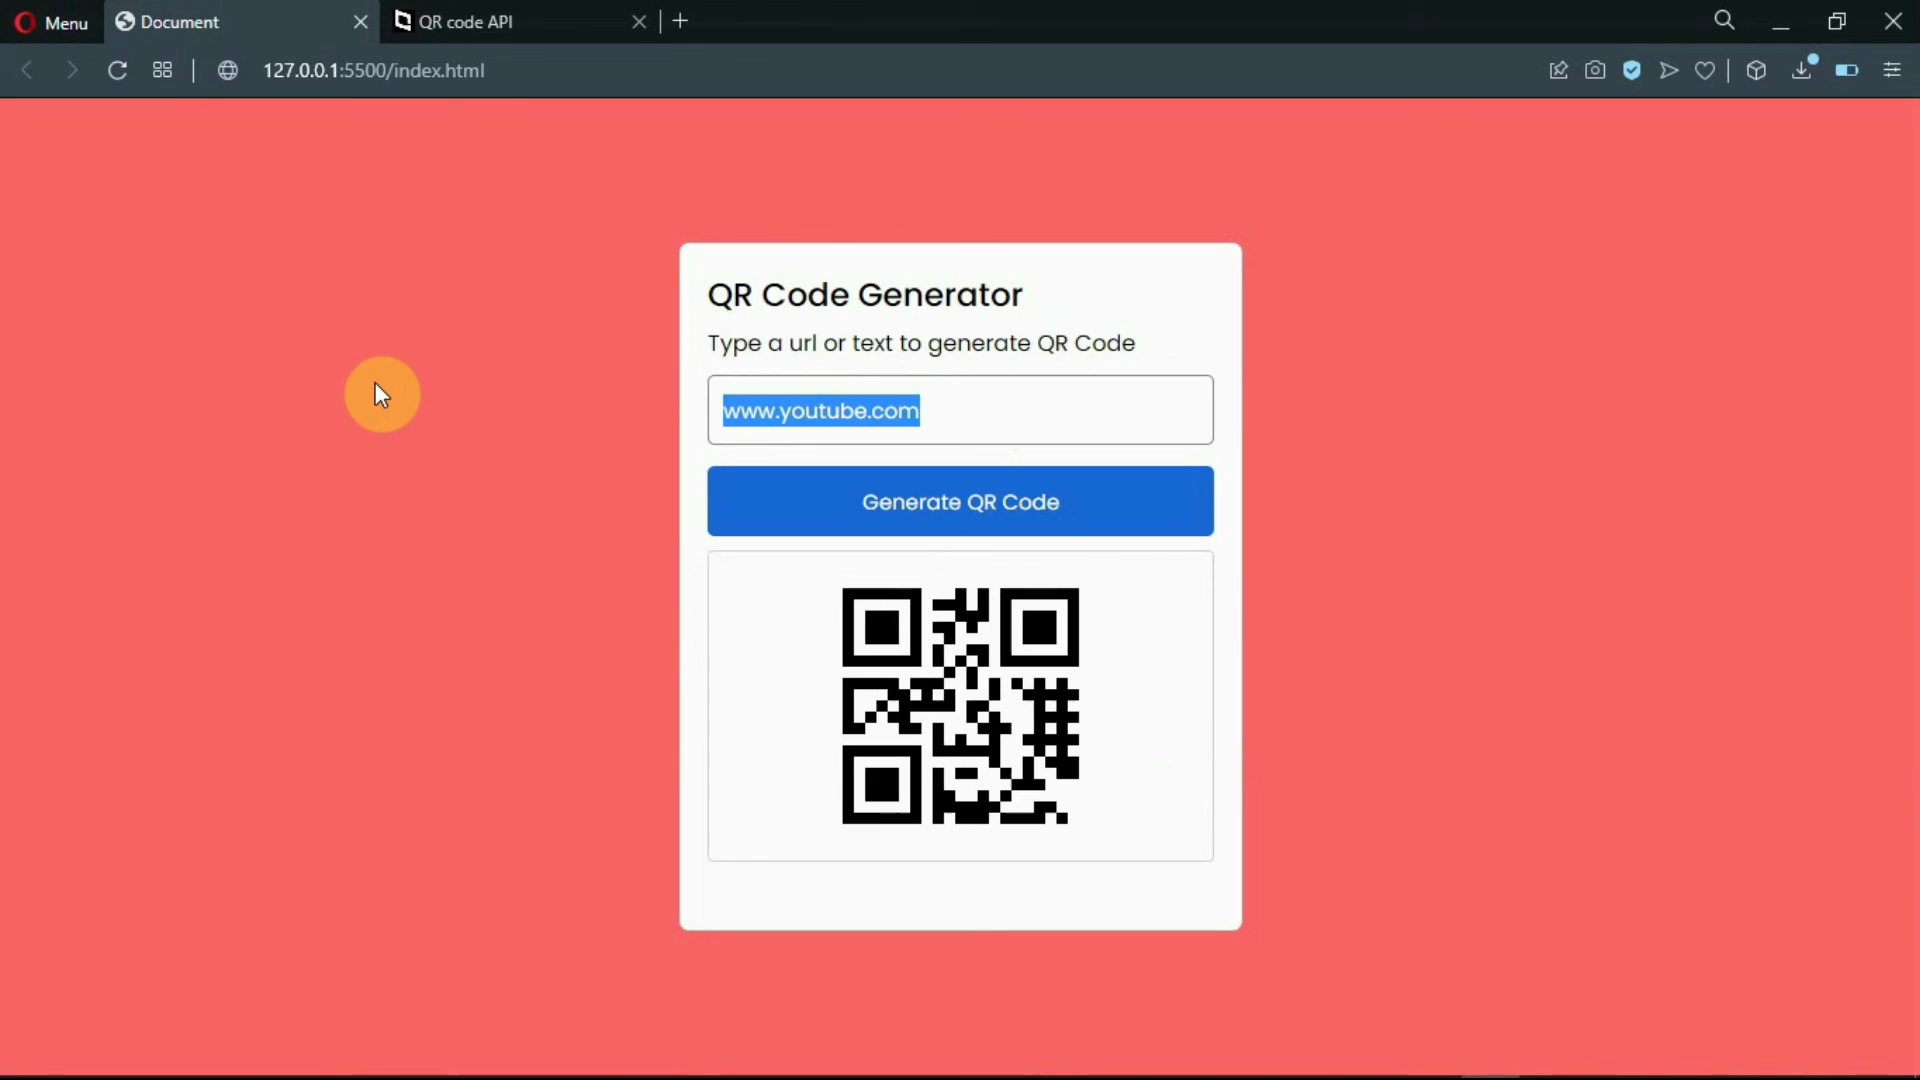 Menu
Document
QR code API
127.0.0.1:5500/index.html
QR Code Generator
Type a url or text to generate QR Code
www.youtube.com
Generate QR Code